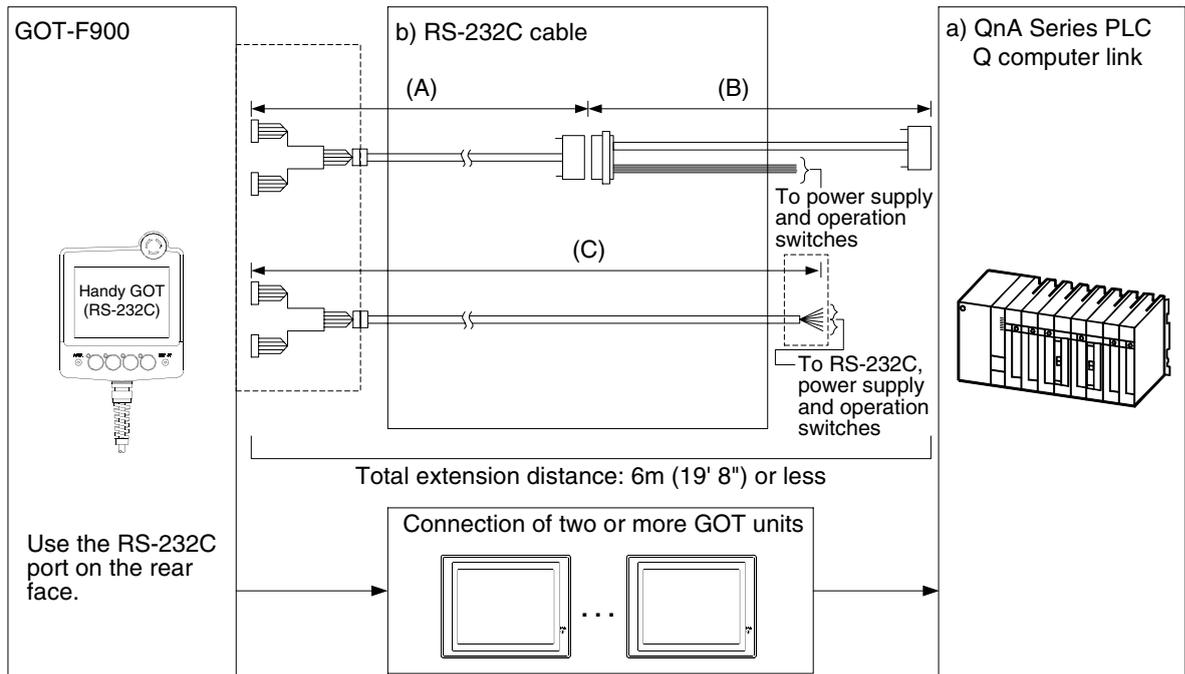 GOT-F900
b) RS-232C cable
a) QnA Series PLC
Q computer link
(A)
(B)
To power supply
and operation
switches
(C)
Handy GOT
(RS-232C)
To RS-232C,
power supply
and operation
switches
Total extension distance: 6m (19' 8") or less
Use the RS-232C
port on the rear
face.
Connection of two or more GOT units
...